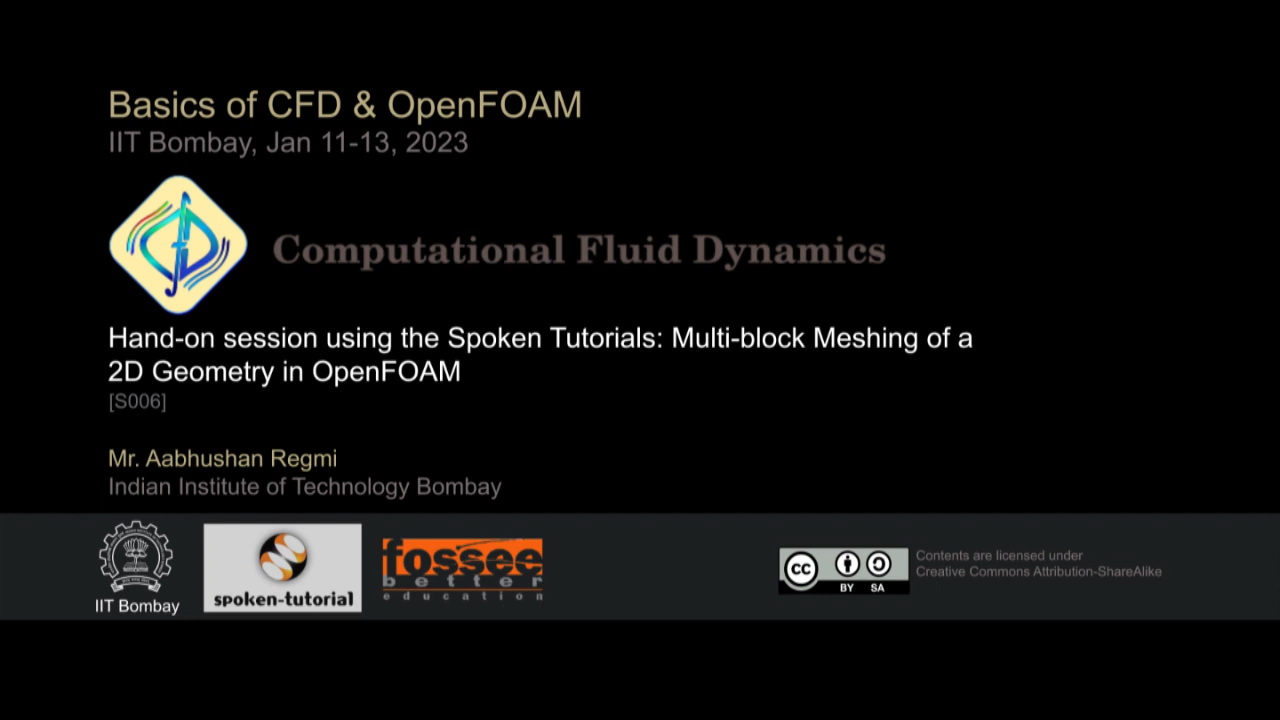 Basics of CFD & OpenFOAM
IIT Bombay, Jan 11-13, 2023
Computational Fluid Dynamics
Hand-on session using the Spoken Tutorials: Multi-block Meshing of a
2D Geometry in OpenFOAM
[S006]
Mr. Aabhushan Regmi
Indian Institute of Technology Bombay
IIT Bombay
spoken-tutorial
fossee
better
education
CC BY SA
Contents are licensed under
Creative Commons Attribution-ShareAlike